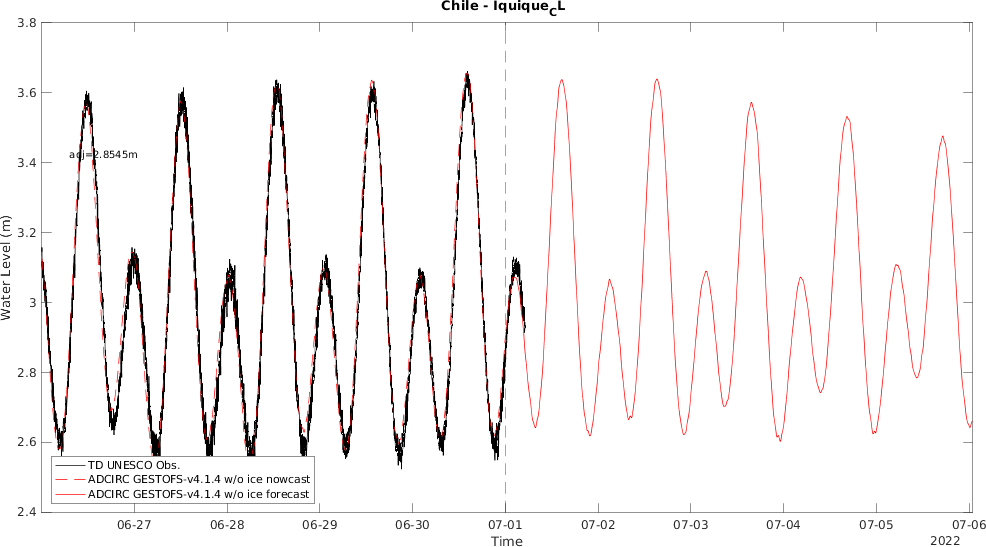 Chile - Iquique_CL
3.8
3.6
3.4
3.2
3
2.8
2.6
2.4
Water Level (m)
adj=2.8545m
TD UNESCO Obs.
ADCIRC GESTOFS-v4.1.4 w/o ice nowcast
ADCIRC GESTOFS-v4.1.4 w/o ice forecast
06-27 06-28 06-29 06-30 07-01 07-02 07-03 07-04 07-05 07-06
Time
2022